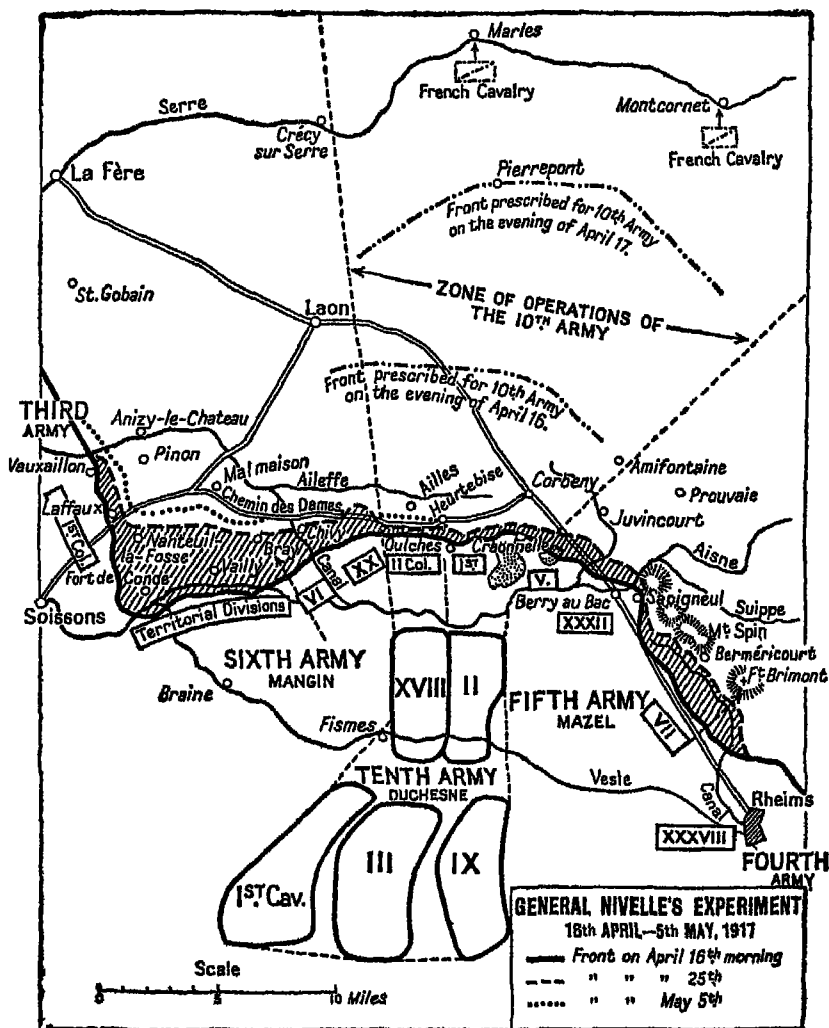 Marles
French Cavalry
Montcornet
French Cavalry
Serre
Crécy
sur Serre
La Fère
Pierrepont
Front prescribed for 10th Army
on the evening of April 17.
St. Gobain
ZONE OF OPERATIONS OF
THE 10TH ARMY
Laon
Front prescribed for 10th Army
on the evening of April 16.
THIRD
ARMY
Anizy-le-Chateau
Pinon
Vauxaillon
Malmaison
Aileffe
Ailles
Heurtebise
Corbeny
Amifontaine
Prouvaie
Juvincourt
Laffaux
Chemin des Dames
1st Col.
Nanteuil-
la-Fosse
Bray
Chivy
Oulches
Craonnelle
Aisne
Fort de
Condé
Vailly
Canal
VI
XX
II Col.
1ST
V.
Soissons
Territorial Divisions
Berry au Bac
XXXII
Sapigneul
Suippe
Mt Spin
Berméricourt
Ft Brimont
SIXTH ARMY
MANGIN
XVIII
II
FIFTH ARMY
MAZEL
VII
Braine
Fismes
TENTH ARMY
DUCHESNE
Vesle
Canal
Rheims
XXXVIII
FOURTH
ARMY
1ST. Cav.
III
IX
GENERAL NIVELLE'S EXPERIMENT
16th APRIL—5th MAY, 1917
Front on April 16th morning
" " " 25th
" " May 5th
Scale
0 5 10 Miles